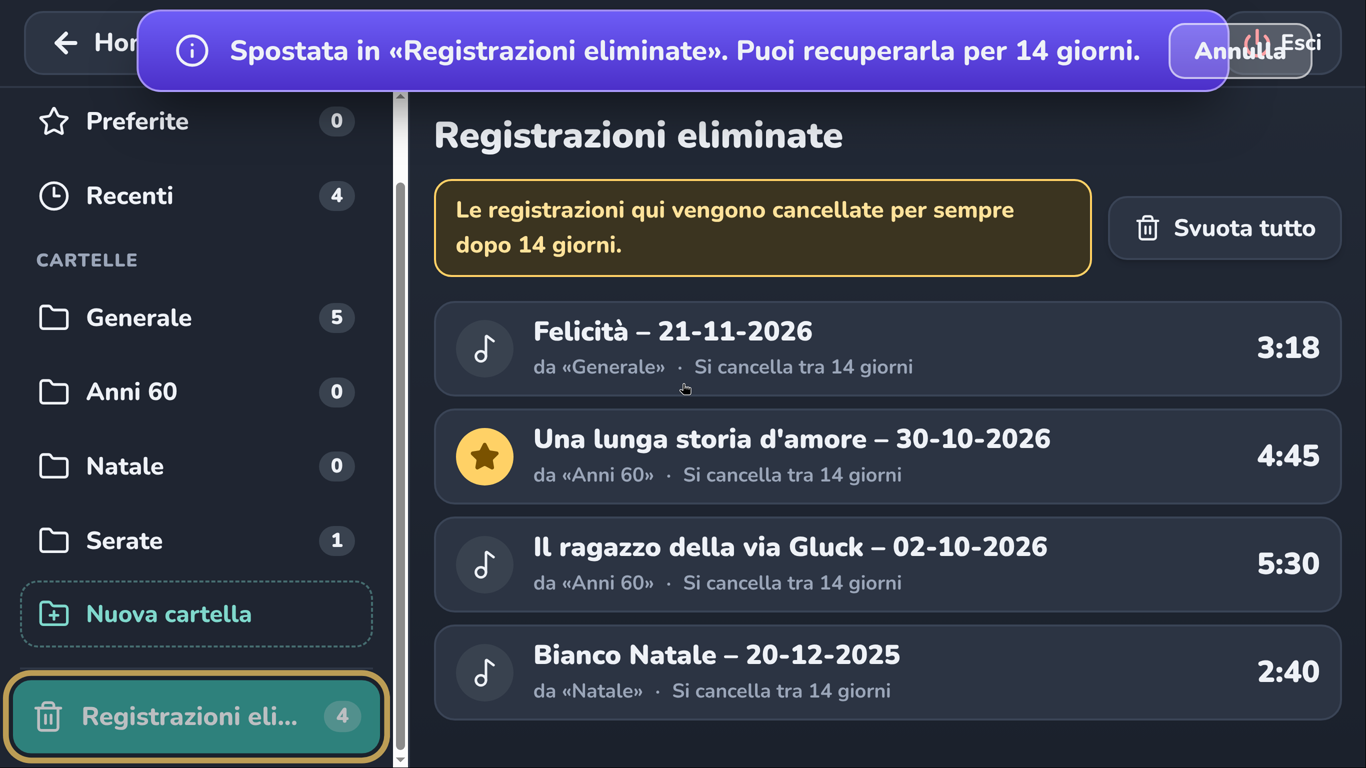 Spostata in «Registrazioni eliminate». Puoi recuperarla per 14 giorni.
Annulla
Esci
Preferite 0
Recenti 4
CARTELLE
Generale 5
Anni 60 0
Natale 0
Serate 1
Nuova cartella
Registrazioni eli... 4
Registrazioni eliminate
Le registrazioni qui vengono cancellate per sempre
dopo 14 giorni.
Svuota tutto
Felicità – 21-11-2026
da «Generale» · Si cancella tra 14 giorni
3:18
Una lunga storia d'amore – 30-10-2026
da «Anni 60» · Si cancella tra 14 giorni
4:45
Il ragazzo della via Gluck – 02-10-2026
da «Anni 60» · Si cancella tra 14 giorni
5:30
Bianco Natale – 20-12-2025
da «Natale» · Si cancella tra 14 giorni
2:40